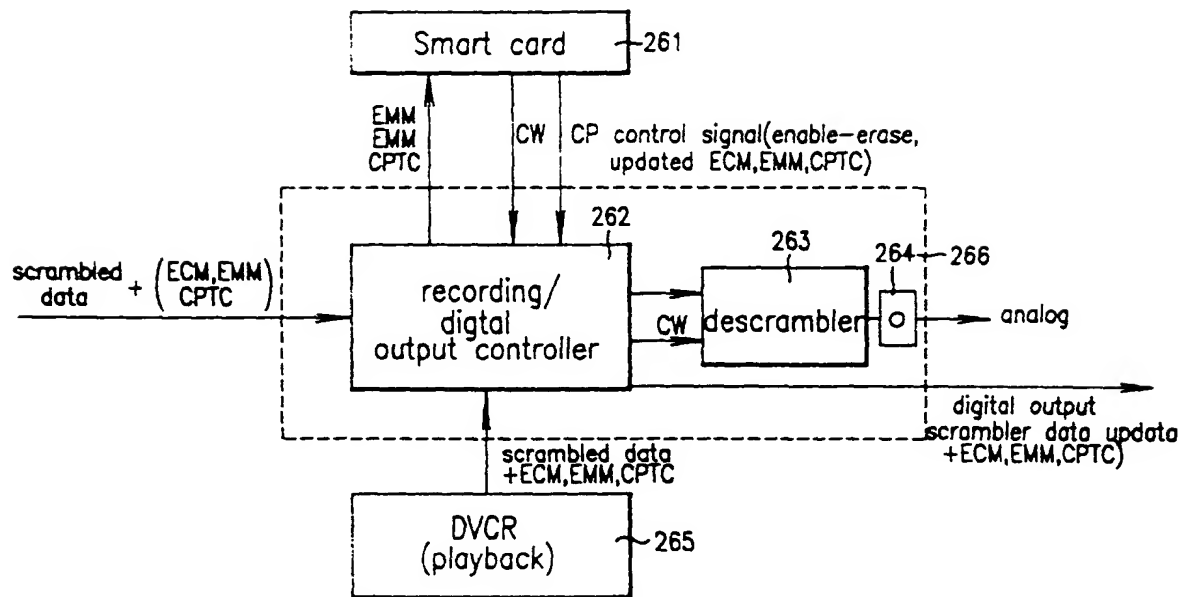 Smart card
261
EMM
EMM
CPTC
CW
CP control signal(enable-erase,
updated ECM,EMM,CPTC)
262
263
264
266
scrambled
data
+
(ECM,EMM
CPTC)
recording/
digtal
output controller
CW
descrambler
analog
digital output
scrambler data updata
+ECM,EMM,CPTC)
scrambled data
+ECM,EMM,CPTC
DVCR
(playback)
265